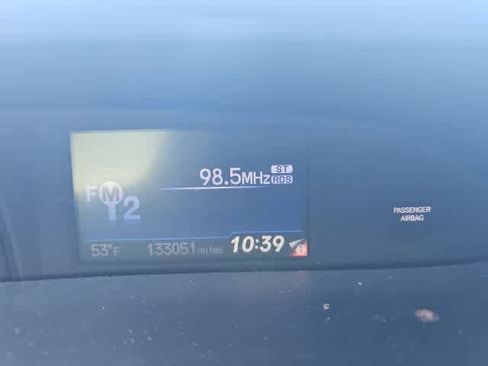 98.5MHz ST
RDS
FM2
PASSENGER
AIRBAG
53°F 133051 miles 10:39